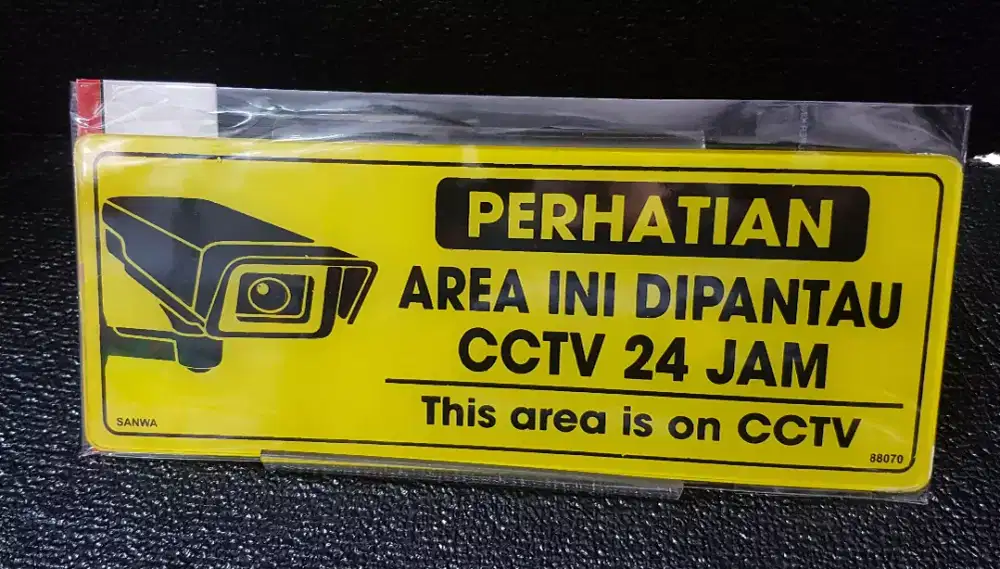 PERHATIAN
AREA INI DIPANTAU
CCTV 24 JAM
This area is on CCTV
SANWA
88070